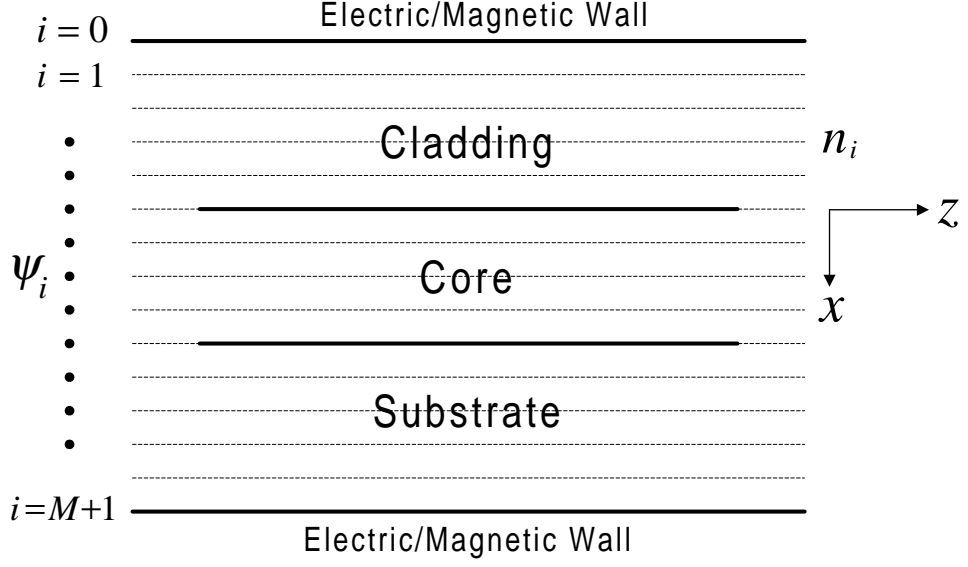 Electric/Magnetic Wall
i = 0
i = 1
Cladding
n_i
z
ψ_i
Core
x
Substrate
i=M+1
Electric/Magnetic Wall